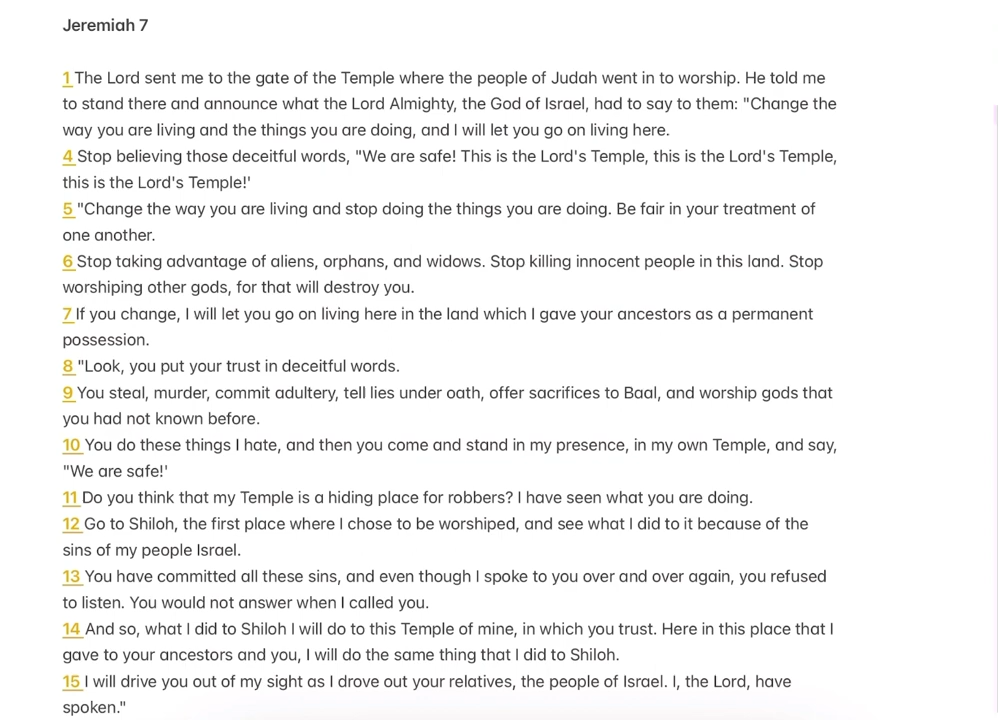 Jeremiah 7
1 The Lord sent me to the gate of the Temple where the people of Judah went in to worship. He told me
to stand there and announce what the Lord Almighty, the God of Israel, had to say to them: "Change the
way you are living and the things you are doing, and I will let you go on living here.
4 Stop believing those deceitful words, "We are safe! This is the Lord's Temple, this is the Lord's Temple,
this is the Lord's Temple!'
5 "Change the way you are living and stop doing the things you are doing. Be fair in your treatment of
one another.
6 Stop taking advantage of aliens, orphans, and widows. Stop killing innocent people in this land. Stop
worshiping other gods, for that will destroy you.
7 If you change, I will let you go on living here in the land which I gave your ancestors as a permanent
possession.
8 "Look, you put your trust in deceitful words.
9 You steal, murder, commit adultery, tell lies under oath, offer sacrifices to Baal, and worship gods that
you had not known before.
10 You do these things I hate, and then you come and stand in my presence, in my own Temple, and say,
"We are safe!'
11 Do you think that my Temple is a hiding place for robbers? I have seen what you are doing.
12 Go to Shiloh, the first place where I chose to be worshiped, and see what I did to it because of the
sins of my people Israel.
13 You have committed all these sins, and even though I spoke to you over and over again, you refused
to listen. You would not answer when I called you.
14 And so, what I did to Shiloh I will do to this Temple of mine, in which you trust. Here in this place that I
gave to your ancestors and you, I will do the same thing that I did to Shiloh.
15 I will drive you out of my sight as I drove out your relatives, the people of Israel. I, the Lord, have
spoken."